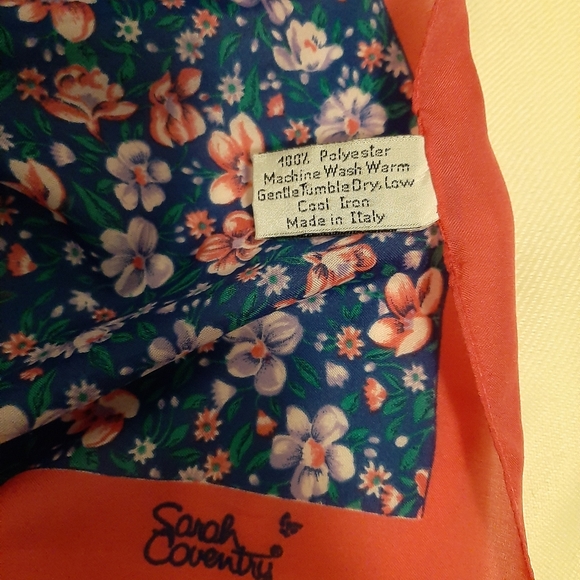 100% Polyester
Machine Wash Warm
Gentle Tumble Dry, Low
Cool Iron
Made in Italy
Sarah
Coventry®